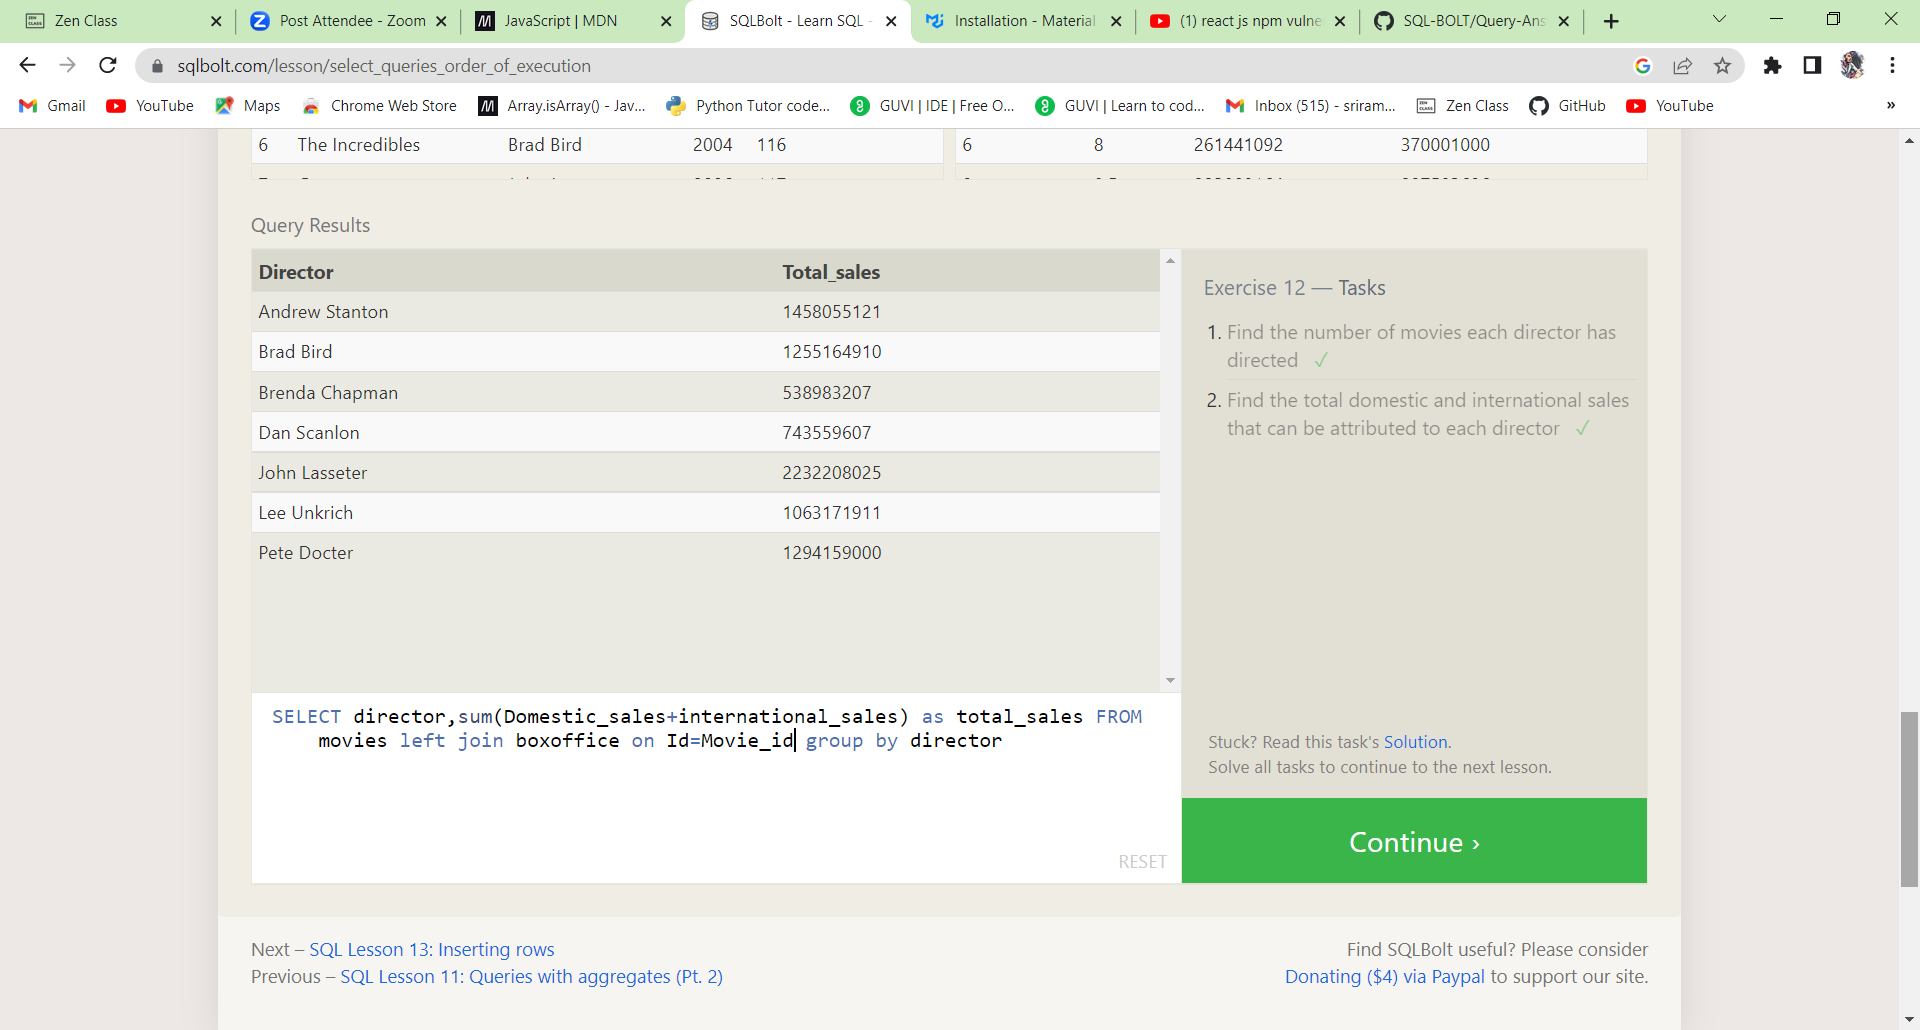 Zen Class
Post Attendee - Zoom
JavaScript | MDN
SQLBolt - Learn SQL -
Installation - Material
(1) react js npm vulne
SQL-BOLT/Query-Ans
sqlbolt.com/lesson/select_queries_order_of_execution
Gmail
YouTube
Maps
Chrome Web Store
Array.isArray() - Jav...
Python Tutor code...
GUVI | IDE | Free O...
GUVI | Learn to cod...
Inbox (515) - sriram...
Zen Class
GitHub
YouTube
»
6 The Incredibles Brad Bird 2004 116
6 8 261441092 370001000
Query Results
Director Total_sales
Andrew Stanton 1458055121
Brad Bird 1255164910
Brenda Chapman 538983207
Dan Scanlon 743559607
John Lasseter 2232208025
Lee Unkrich 1063171911
Pete Docter 1294159000
Exercise 12 — Tasks
1. Find the number of movies each director has
directed ✓
2. Find the total domestic and international sales
that can be attributed to each director ✓
SELECT director,sum(Domestic_sales+international_sales) as total_sales FROM
movies left join boxoffice on Id=Movie_id group by director
RESET
Stuck? Read this task's Solution.
Solve all tasks to continue to the next lesson.
Continue ›
Next – SQL Lesson 13: Inserting rows
Previous – SQL Lesson 11: Queries with aggregates (Pt. 2)
Find SQLBolt useful? Please consider
Donating ($4) via Paypal to support our site.